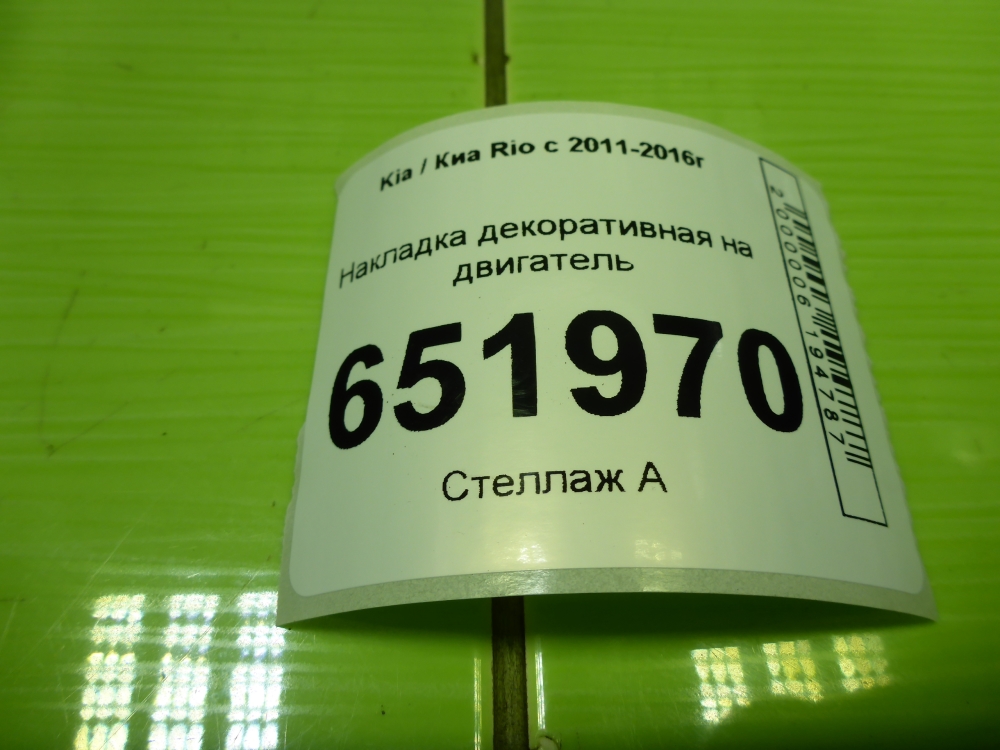 Kia / Киа Rio с 2011-2016г
Накладка декоративная на
двигатель
651970
Стеллаж А
2000006194787